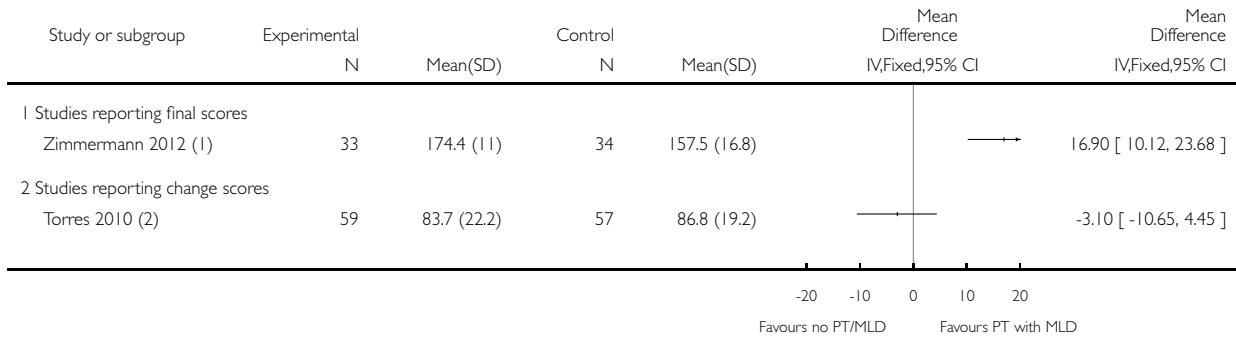 Mean Mean
Study or subgroup Experimental Control Difference Difference
N Mean(SD) N Mean(SD) IV,Fixed,95% CI IV,Fixed,95% CI
1 Studies reporting final scores
Zimmermann 2012 (1) 33 174.4 (11) 34 157.5 (16.8) 16.90 [ 10.12, 23.68 ]
2 Studies reporting change scores
Torres 2010 (2) 59 83.7 (22.2) 57 86.8 (19.2) -3.10 [ -10.65, 4.45 ]
-20 -10 0 10 20
Favours no PT/MLD Favours PT with MLD